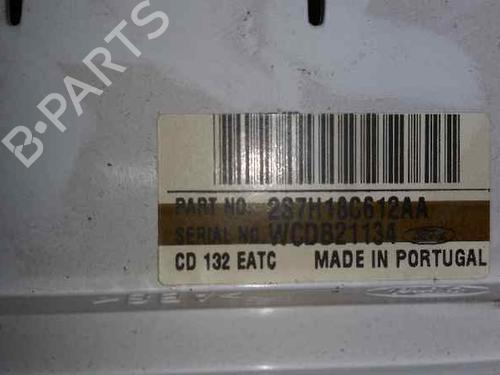 B-PARTS
PART NO. 2S7H18C612AA
SERIAL NO. WCDB21134
CD 132 EATC MADE IN PORTUGAL